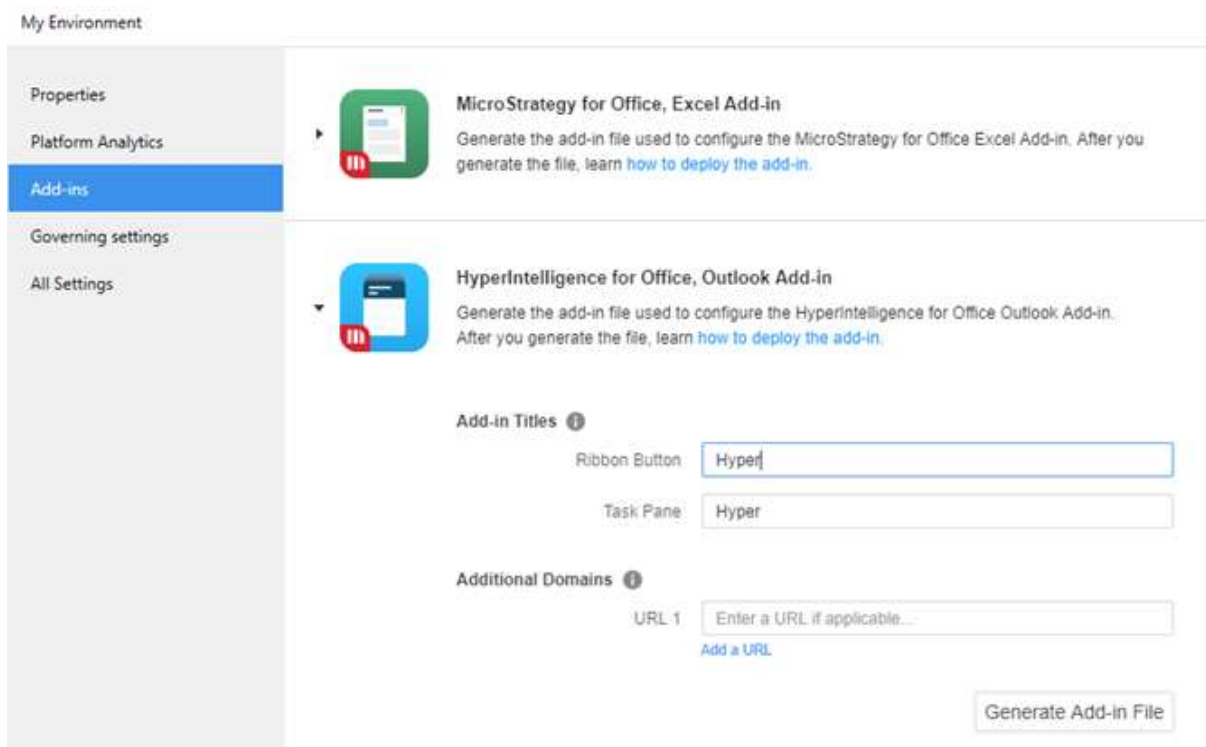 My Environment
Properties
Platform Analytics
Add-ins
Governing settings
All Settings
MicroStrategy for Office, Excel Add-in
Generate the add-in file used to configure the MicroStrategy for Office Excel Add-in. After you
generate the file, learn how to deploy the add-in.
HyperIntelligence for Office, Outlook Add-in
Generate the add-in file used to configure the HyperIntelligence for Office Outlook Add-in.
After you generate the file, learn how to deploy the add-in.
Add-in Titles
Ribbon Button Hyper
Task Pane Hyper
Additional Domains
URL 1 Enter a URL if applicable...
Add a URL
Generate Add-in File